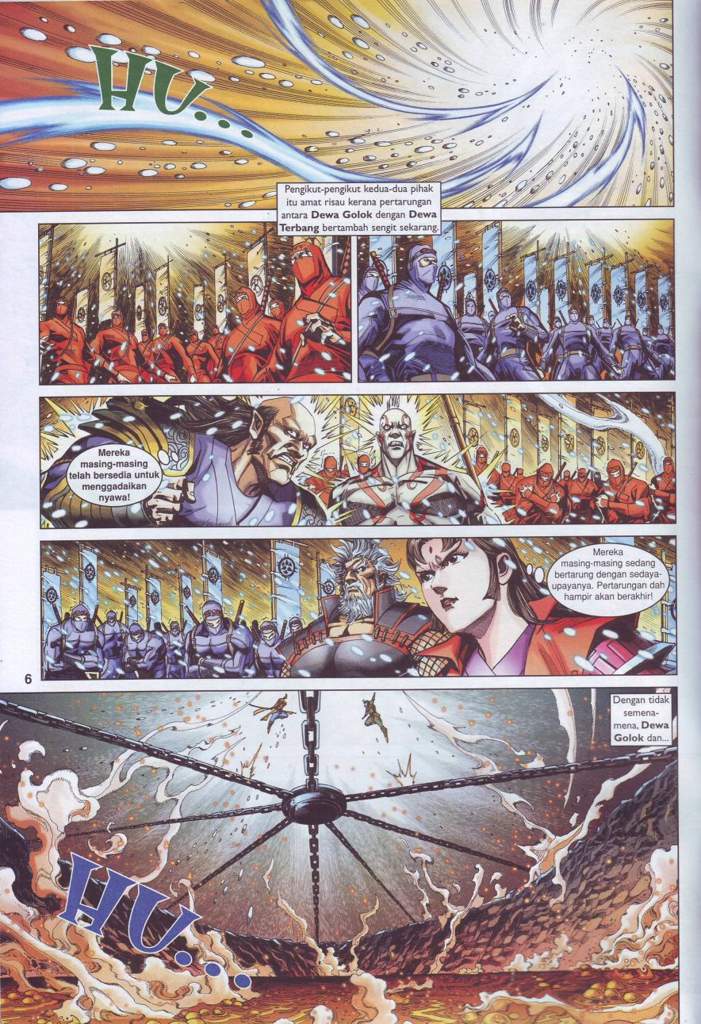 HU...
Pengikut-pengikut kedua-dua pihak
itu amat risau kerana pertarungan
antara Dewa Golok dengan Dewa
Terbang bertambah sengit sekarang.
Mereka
masing-masing
telah bersedia untuk
menggadaikan
nyawa!
Mereka
masing-masing sedang
bertarung dengan sedaya-
upayanya. Pertarungan dah
hampir akan berakhir!
6
Dengan tidak
semena-
mena, Dewa
Golok dan...
HU...